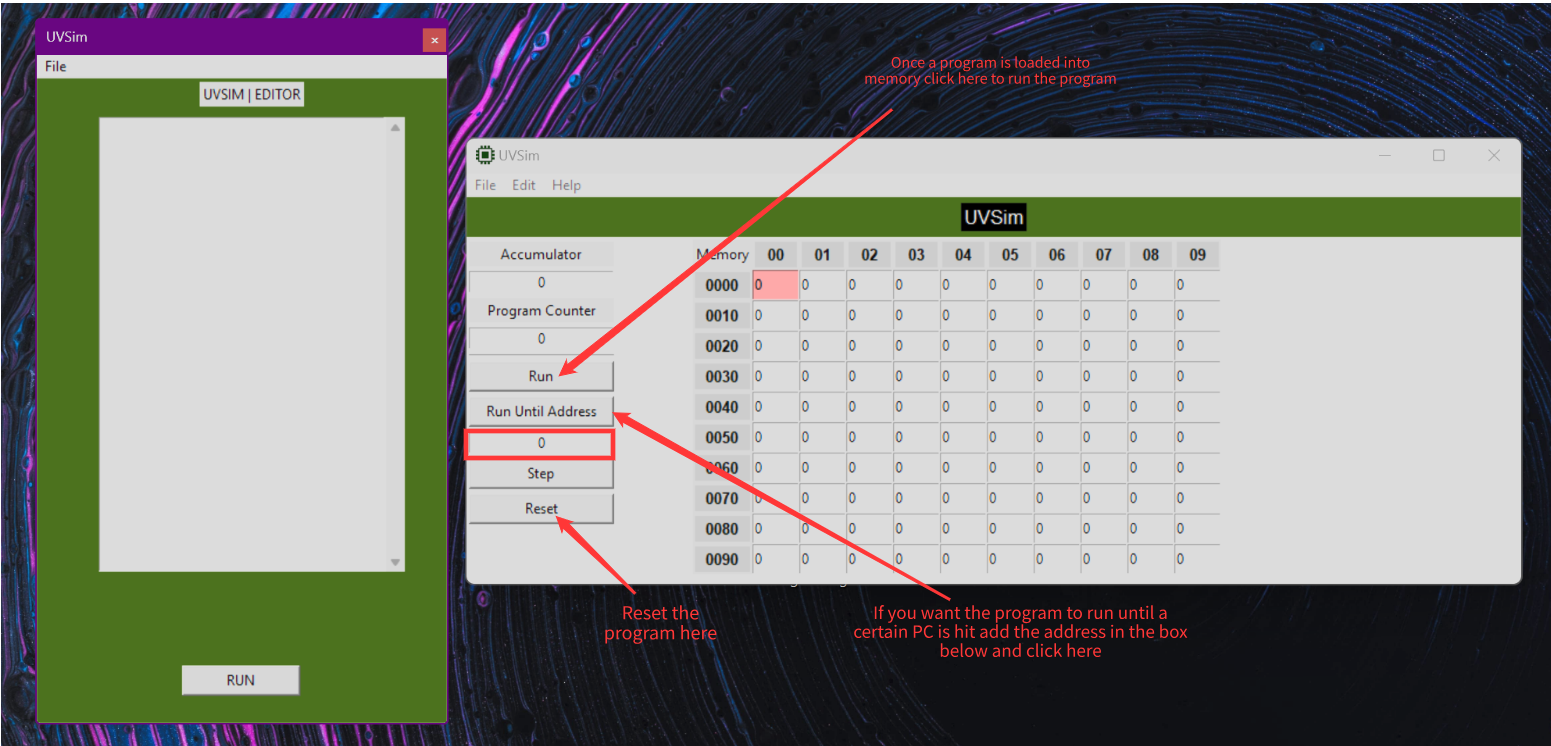 UVSim
x
File
UVSIM | EDITOR
RUN
Once a program is loaded into
memory click here to run the program
UVSim
File Edit Help
UVSim
Accumulator
0
Program Counter
0
Run
Run Until Address
0
Step
Reset
Memory 00 01 02 03 04 05 06 07 08 09
0000 0 0 0 0 0 0 0 0 0 0
0010 0 0 0 0 0 0 0 0 0 0
0020 0 0 0 0 0 0 0 0 0 0
0030 0 0 0 0 0 0 0 0 0 0
0040 0 0 0 0 0 0 0 0 0 0
0050 0 0 0 0 0 0 0 0 0 0
0060 0 0 0 0 0 0 0 0 0 0
0070 0 0 0 0 0 0 0 0 0 0
0080 0 0 0 0 0 0 0 0 0 0
0090 0 0 0 0 0 0 0 0 0 0
Reset the
program here
If you want the program to run until a
certain PC is hit add the address in the box
below and click here